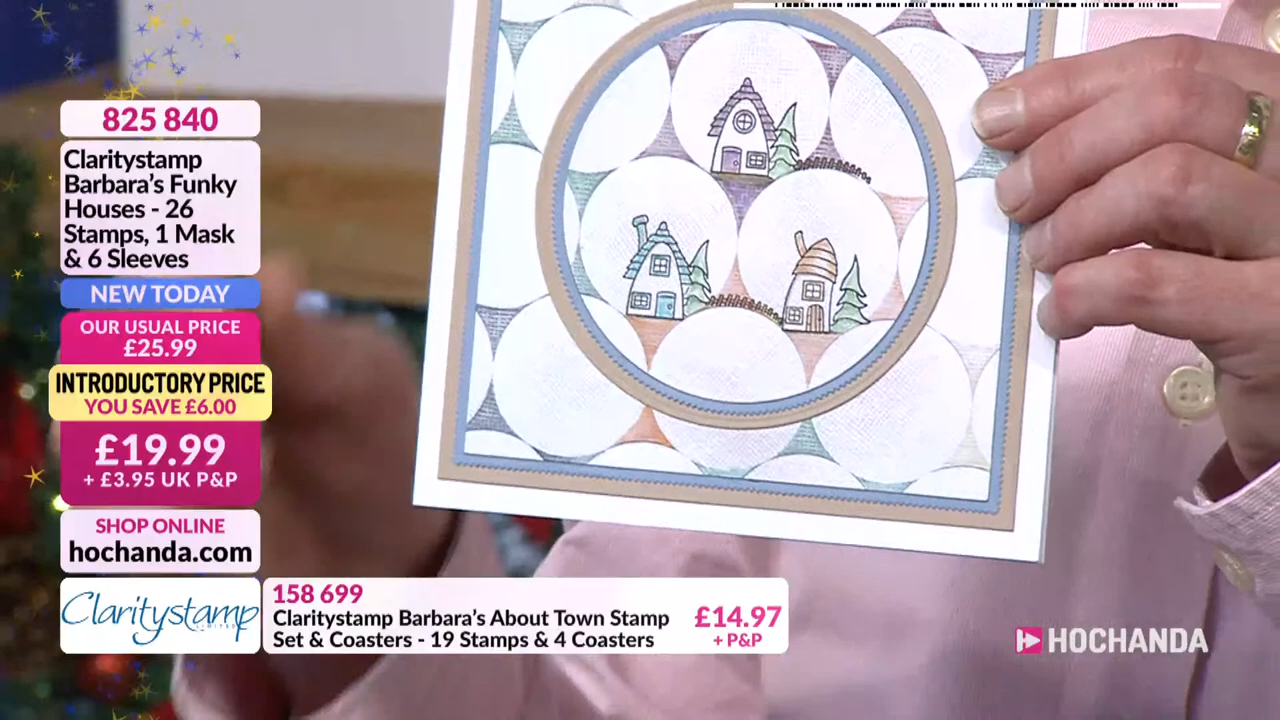 825 840
Claritystamp
Barbara's Funky
Houses - 26
Stamps, 1 Mask
& 6 Sleeves
NEW TODAY
OUR USUAL PRICE
£25.99
INTRODUCTORY PRICE
YOU SAVE £6.00
£19.99
+ £3.95 UK P&P
SHOP ONLINE
hochanda.com
Claritystamp
LIMITED
158 699
Claritystamp Barbara's About Town Stamp
Set & Coasters - 19 Stamps & 4 Coasters
£14.97
+ P&P
HOCHANDA